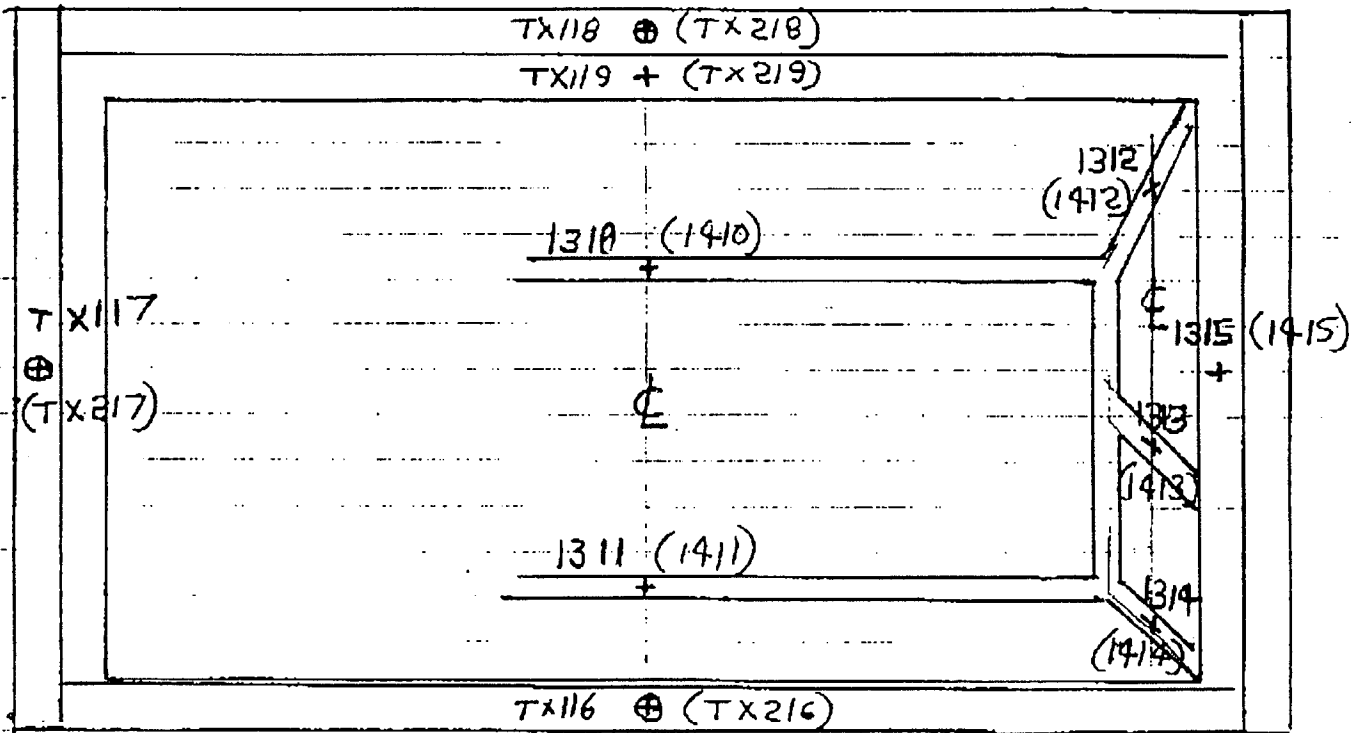 TX118 ⊕ (TX218)
TX119 + (TX219)
1312
(1412)
1310 (1410)
TX117
⊕
(TX217)
℄
1315 (1415)
+
℄
1313
(1413)
1311 (1411)
1314
(1414)
TX116 ⊕ (TX216)